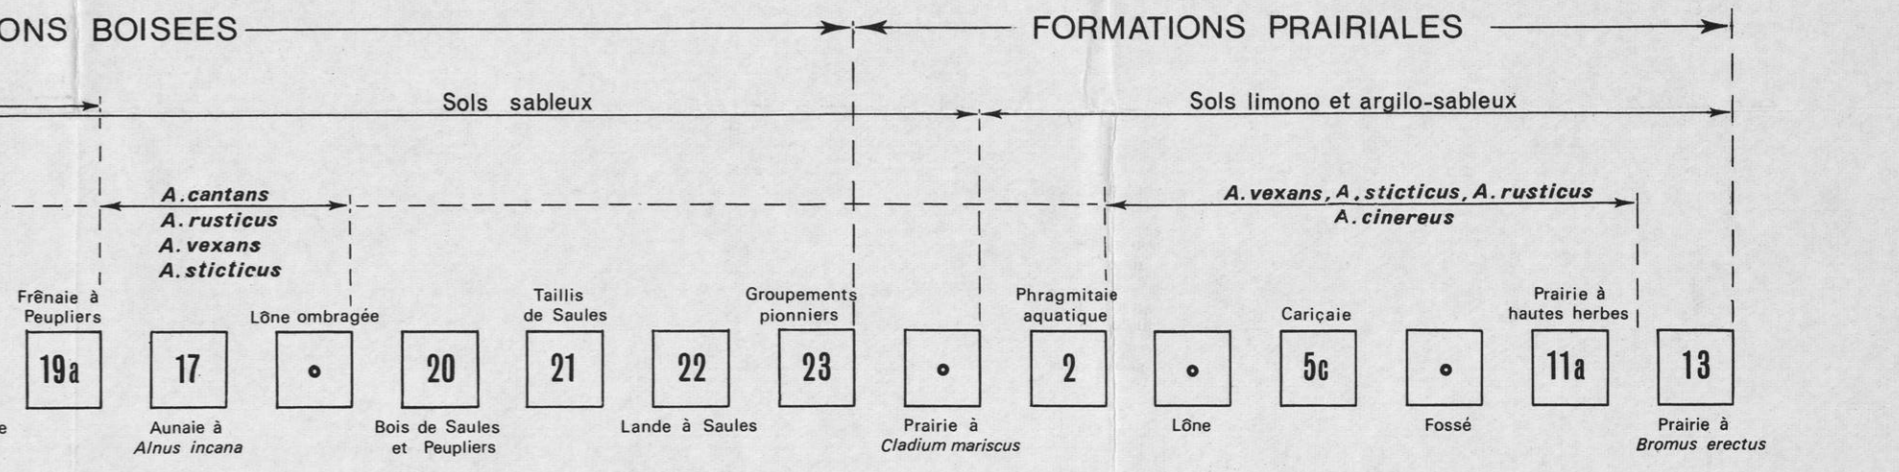 ONS BOISEES
FORMATIONS PRAIRIALES
Sols sableux
Sols limono et argilo-sableux
A.cantans
A.rusticus
A.vexans
A.sticticus
A.vexans, A.sticticus, A.rusticus
A.cinereus
Frênaie à
Peupliers
Lône ombragée
Taillis
de Saules
Groupements
pionniers
Phragmitaie
aquatique
Cariçaie
Prairie à
hautes herbes
19a 17 20 21 22 23 2 5c 11a 13
e
Aunaie à
Alnus incana
Bois de Saules
et Peupliers
Lande à Saules
Prairie à
Cladium mariscus
Lône
Fossé
Prairie à
Bromus erectus